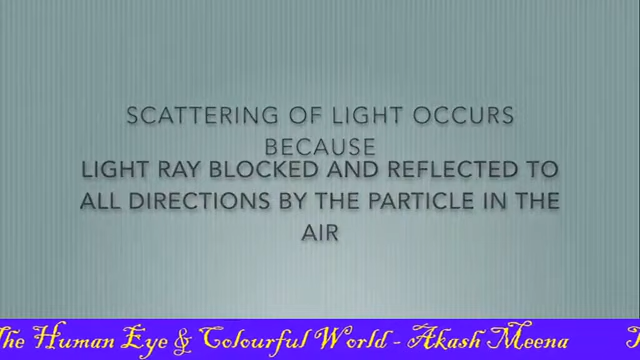 SCATTERING OF LIGHT OCCURS
BECAUSE
LIGHT RAY BLOCKED AND REFLECTED TO
ALL DIRECTIONS BY THE PARTICLE IN THE
AIR
The Human Eye & Colourful World - Akash Meena